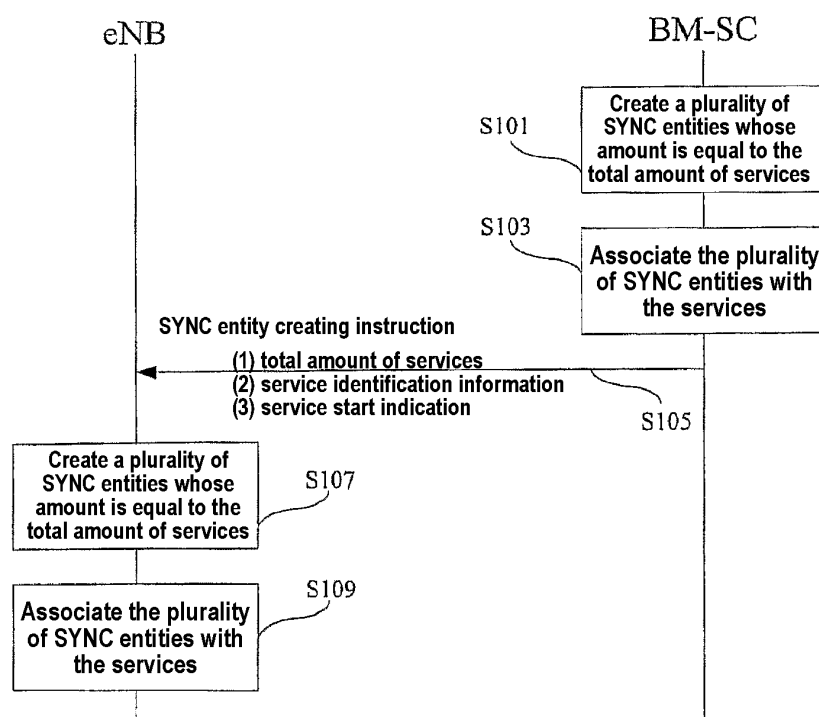 eNB
BM-SC
Create a plurality of
SYNC entities whose
amount is equal to the
total amount of services
S101
S103
Associate the plurality
of SYNC entities with
the services
SYNC entity creating instruction
(1) total amount of services
(2) service identification information
(3) service start indication
S105
Create a plurality of
SYNC entities whose
amount is equal to the
total amount of services
S107
S109
Associate the plurality
of SYNC entities with
the services